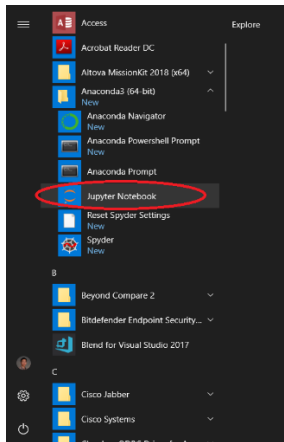 Access
Explore
Acrobat Reader DC
Altova MissionKit 2018 (x64)
Anaconda3 (64-bit)
New
Anaconda Navigator
New
Anaconda Powershell Prompt
New
Anaconda Prompt
Jupyter Notebook
Reset Spyder Settings
New
Spyder
New
B
Beyond Compare 2
Bitdefender Endpoint Security...
Blend for Visual Studio 2017
C
Cisco Jabber
Cisco Systems